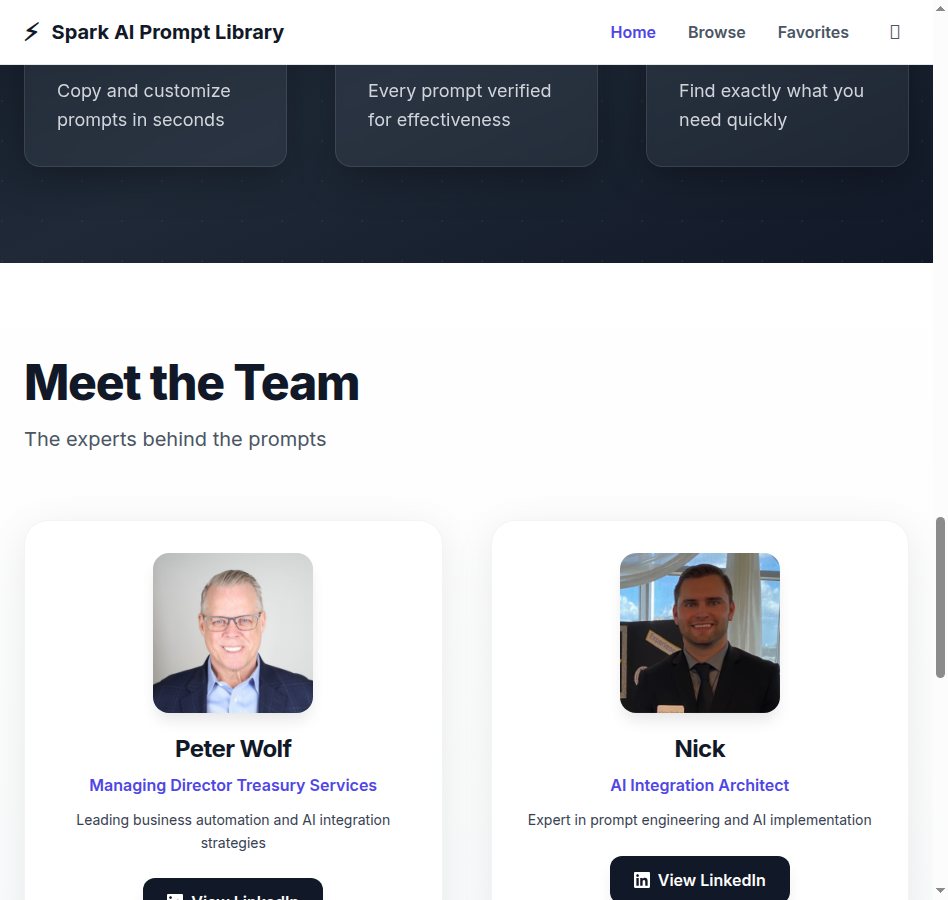 Spark AI Prompt Library
Home
Browse
Favorites
Copy and customize
prompts in seconds
Every prompt verified
for effectiveness
Find exactly what you
need quickly
Meet the Team
The experts behind the prompts
Peter Wolf
Managing Director Treasury Services
Leading business automation and AI integration
strategies
View LinkedIn
Nick
AI Integration Architect
Expert in prompt engineering and AI implementation
View LinkedIn